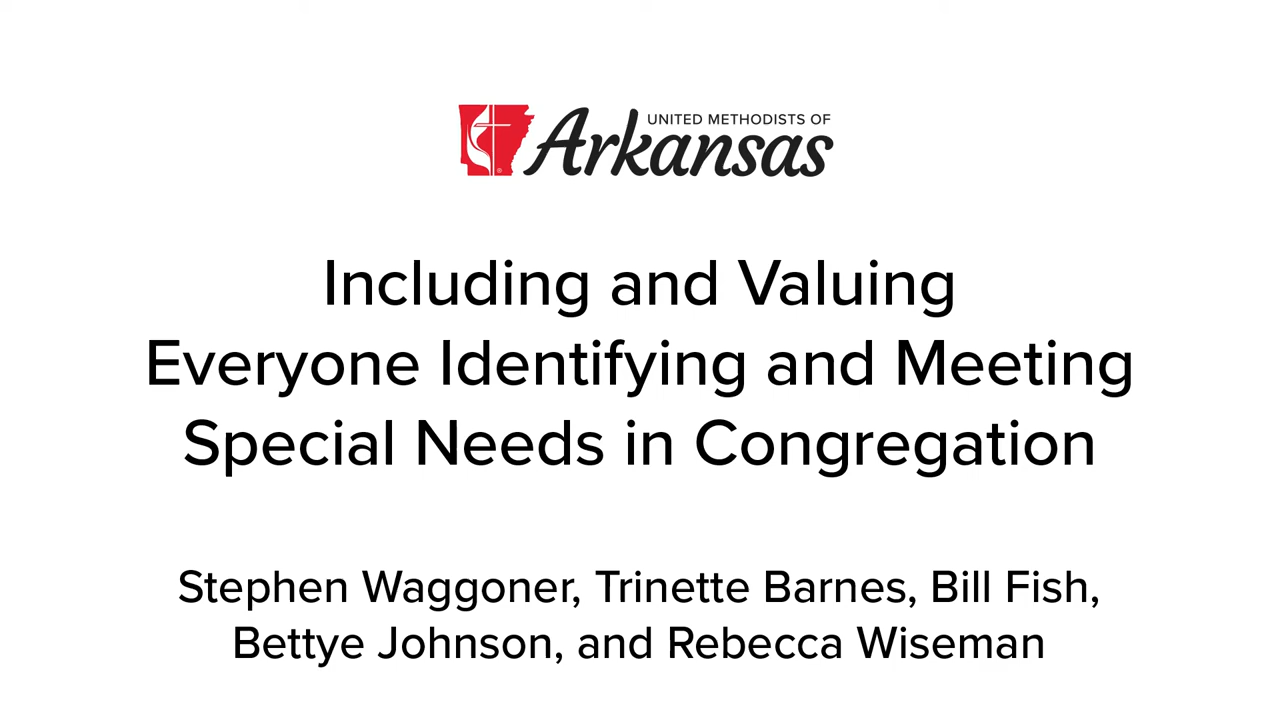 UNITED METHODISTS OF
Arkansas
Including and Valuing
Everyone Identifying and Meeting
Special Needs in Congregation
Stephen Waggoner, Trinette Barnes, Bill Fish,
Bettye Johnson, and Rebecca Wiseman